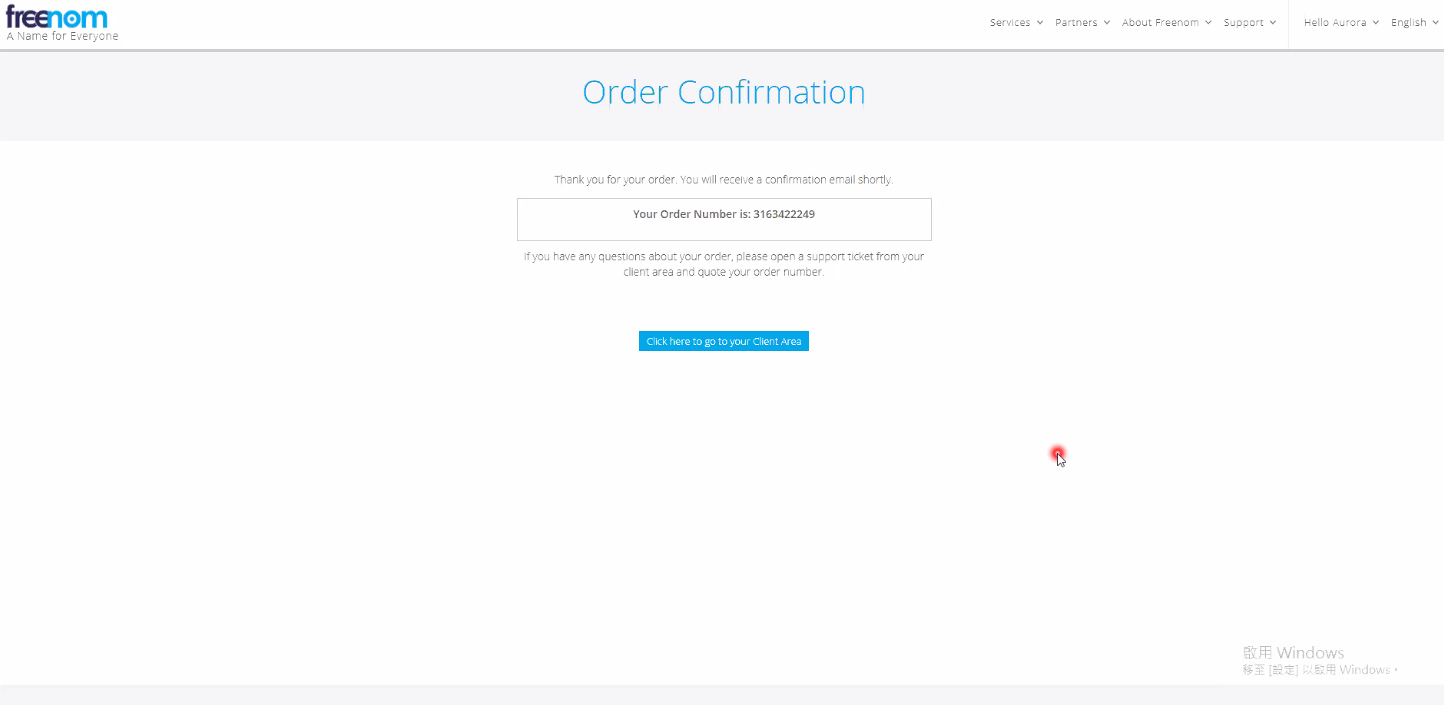 freenom
A Name for Everyone
Services
Partners
About Freenom
Support
Hello Aurora
English
Order Confirmation
Thank you for your order. You will receive a confirmation email shortly.
Your Order Number is: 3163422249
If you have any questions about your order, please open a support ticket from your
client area and quote your order number.
Click here to go to your Client Area
啟用 Windows
移至 [設定] 以啟用 Windows。